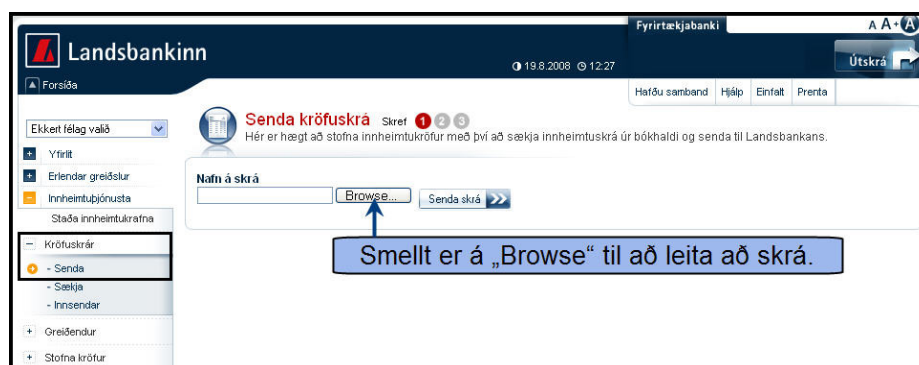 Fyrirtækjabanki
A A+ A
Landsbankinn
19.8.2008 12:27
Útskrá
Forsíða
Hafðu samband Hjálp Einfalt Prenta
Ekkert félag valið
Senda kröfuskrá Skref 1 2 3
Hér er hægt að stofna innheimtukröfur með því að sækja innheimtuskrá úr bókhaldi og senda til Landsbankans.
Yfirlit
Erlendar greiðslur
Innheimtuþjónusta
Staða innheimtukrafna
Nafn á skrá
Browse... Senda skrá
Smellt er á „Browse“ til að leita að skrá.
Kröfuskrár
- Senda
- Sækja
- Innsendar
Greiðendur
Stofna kröfur